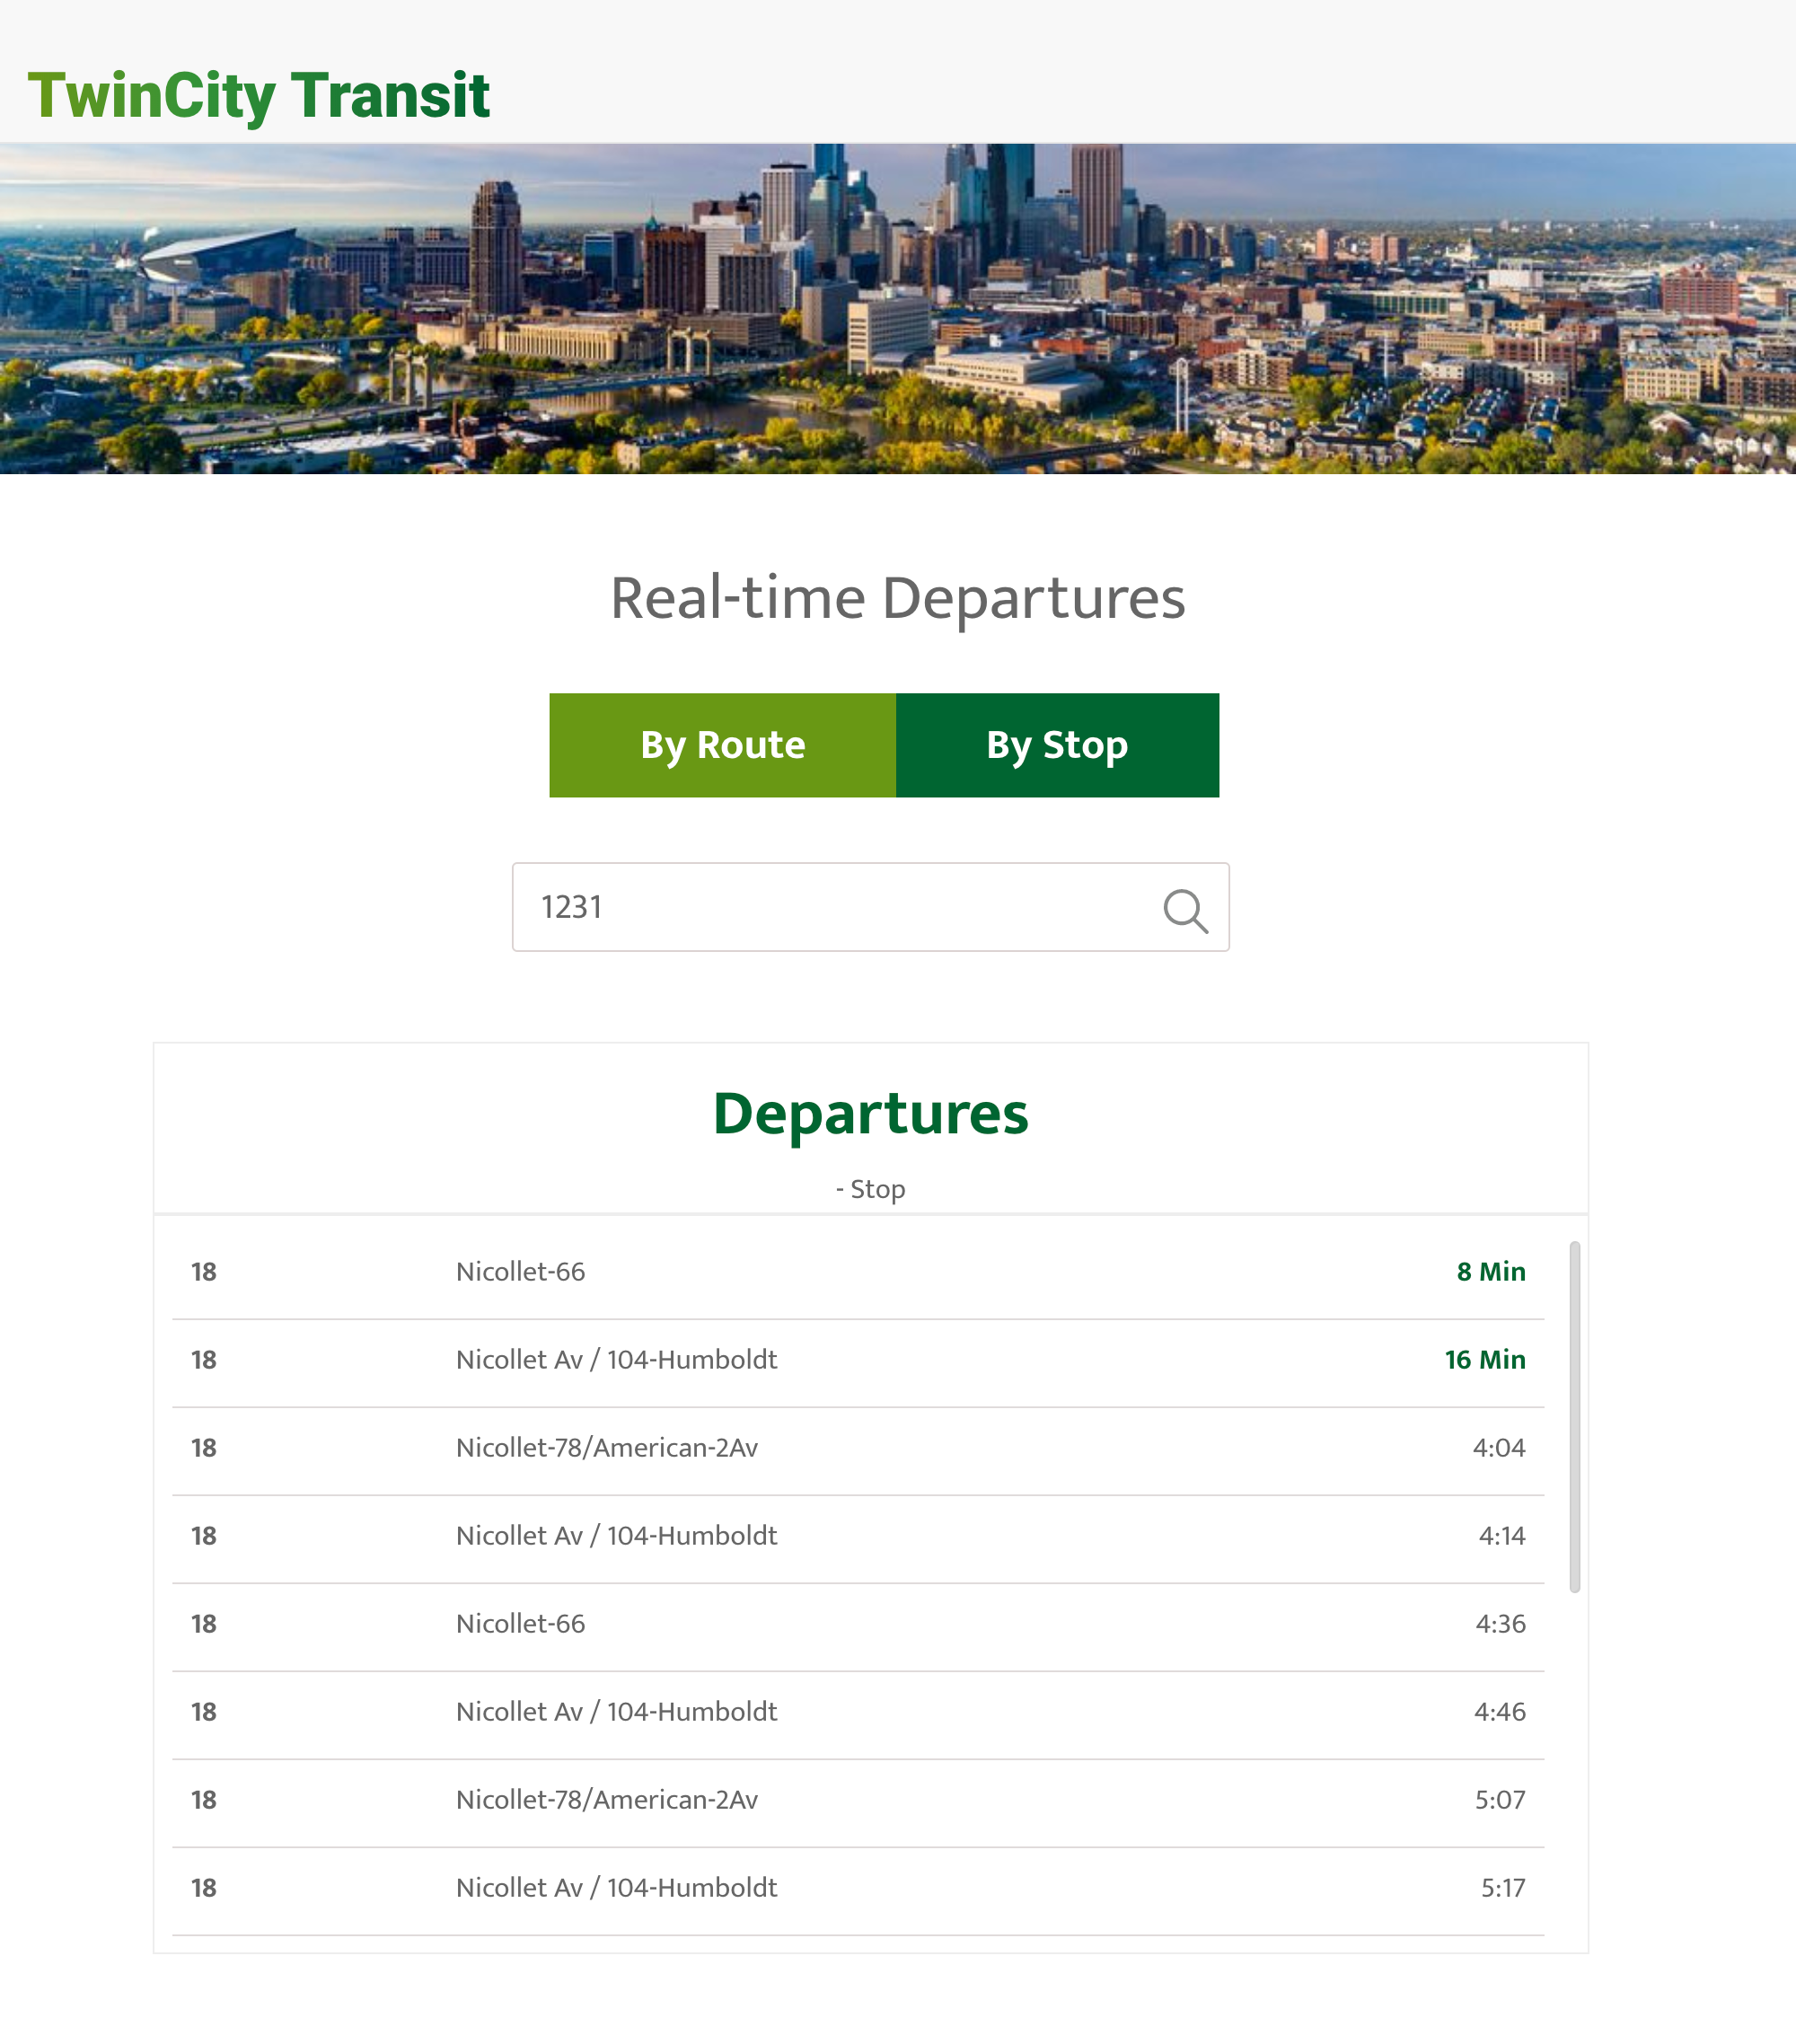 TwinCity Transit
Real-time Departures
By Route By Stop
1231
Departures
- Stop
18 Nicollet-66 8 Min
18 Nicollet Av / 104-Humboldt 16 Min
18 Nicollet-78/American-2Av 4:04
18 Nicollet Av / 104-Humboldt 4:14
18 Nicollet-66 4:36
18 Nicollet Av / 104-Humboldt 4:46
18 Nicollet-78/American-2Av 5:07
18 Nicollet Av / 104-Humboldt 5:17